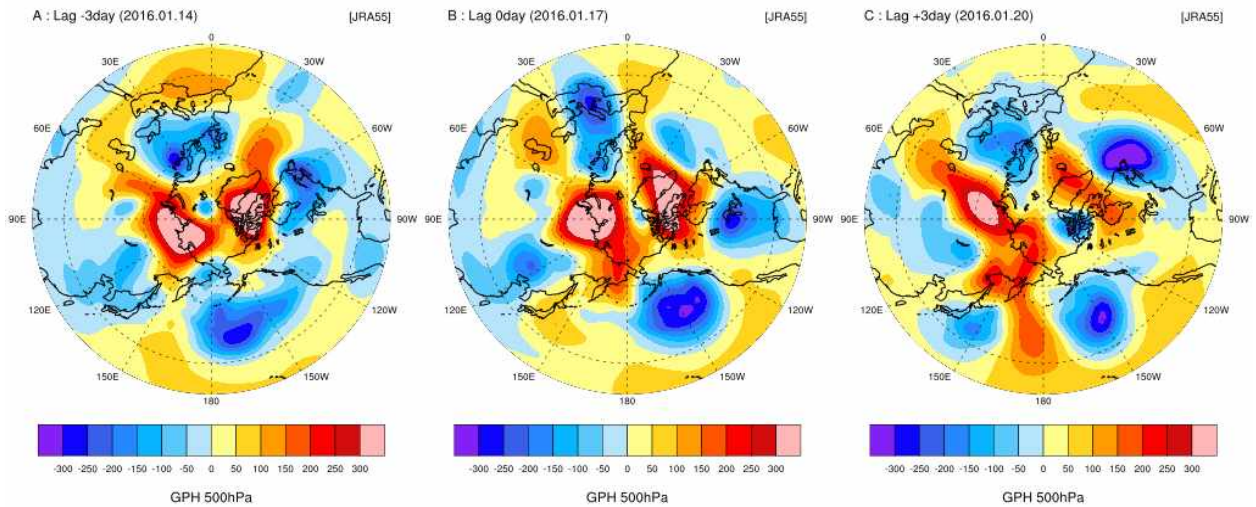 A : Lag -3day (2016.01.14) [JRA55]
0
30E 30W
60E 60W
90E 90W
120E 120W
150E 150W
180
-300 -250 -200 -150 -100 -50 0 50 100 150 200 250 300
GPH 500hPa
B : Lag 0day (2016.01.17) [JRA55]
0
30E 30W
60E 60W
90E 90W
120E 120W
150E 150W
180
-300 -250 -200 -150 -100 -50 0 50 100 150 200 250 300
GPH 500hPa
C : Lag +3day (2016.01.20) [JRA55]
0
30E 30W
60E 60W
90E 90W
120E 120W
150E 150W
180
-300 -250 -200 -150 -100 -50 0 50 100 150 200 250 300
GPH 500hPa